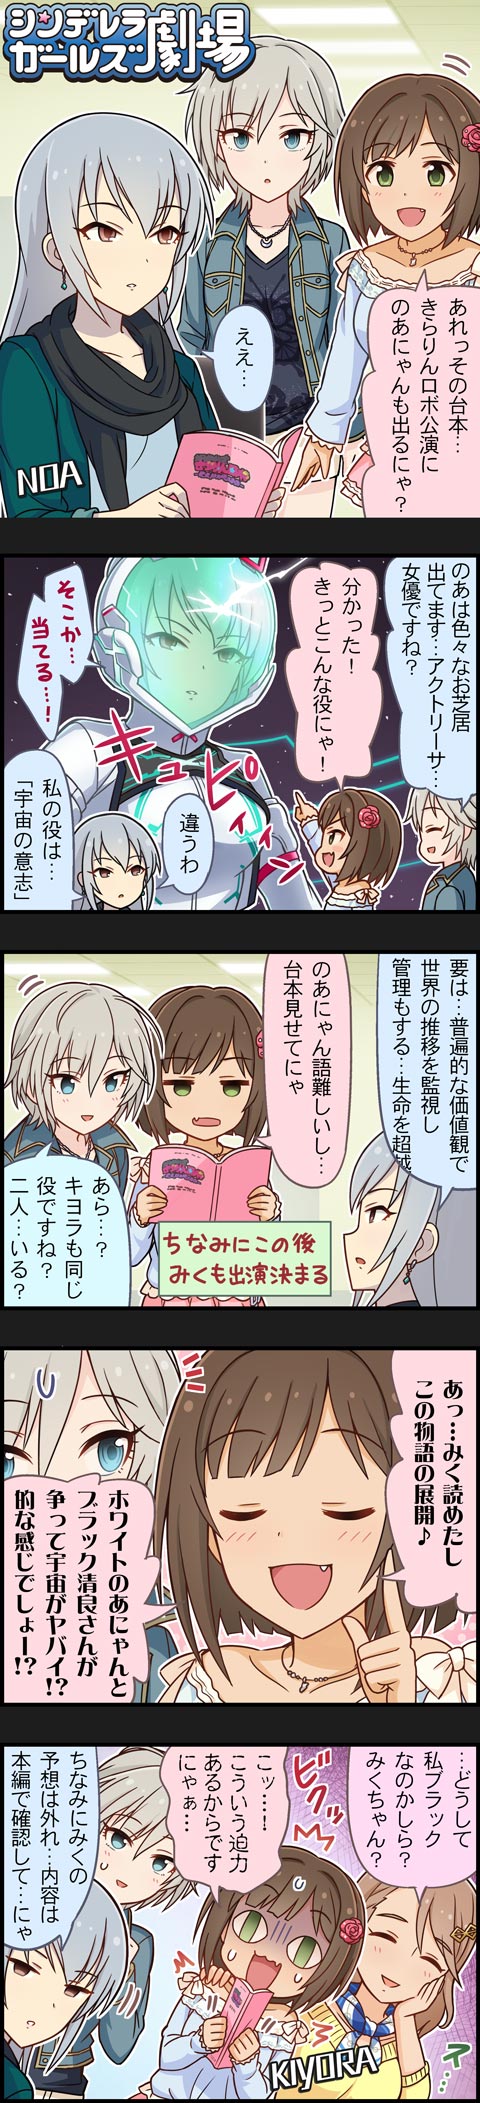 シンデレラ
ガールズ劇場
あれっその台本…
きらりんロボ公演に
のあにゃんも出るにゃ？
ええ…
NOA
のあは色々なお芝居
出てます…アクトリーサ…
女優ですね？
分かった！
きっとこんな役にゃ！
そこか…
当てる…！
キュピィィン
違うわ
私の役は…
「宇宙の意志」
要は…普遍的な価値観で
世界の推移を監視し
管理もする…生命を超越
のあにゃん語難しいし…
台本見せてにゃ
あら…？
キヨラも同じ
役ですね？
二人…いる？
ちなみにこの後
みくも出演決まる
あっ…みく読めたし
この物語の展開♪
ホワイトのあにゃんと
ブラック清良さんが
争って宇宙がヤバイ！？
的な感じでしょー！？
…どうして
私ブラック
なのかしら？
みくちゃん？
ビクッ
こッ…！
こういう迫力
あるからです
にゃぁ…
ちなみにみくの
予想は外れ…内容は
本編で確認して…にゃ
KIYORA
ス…